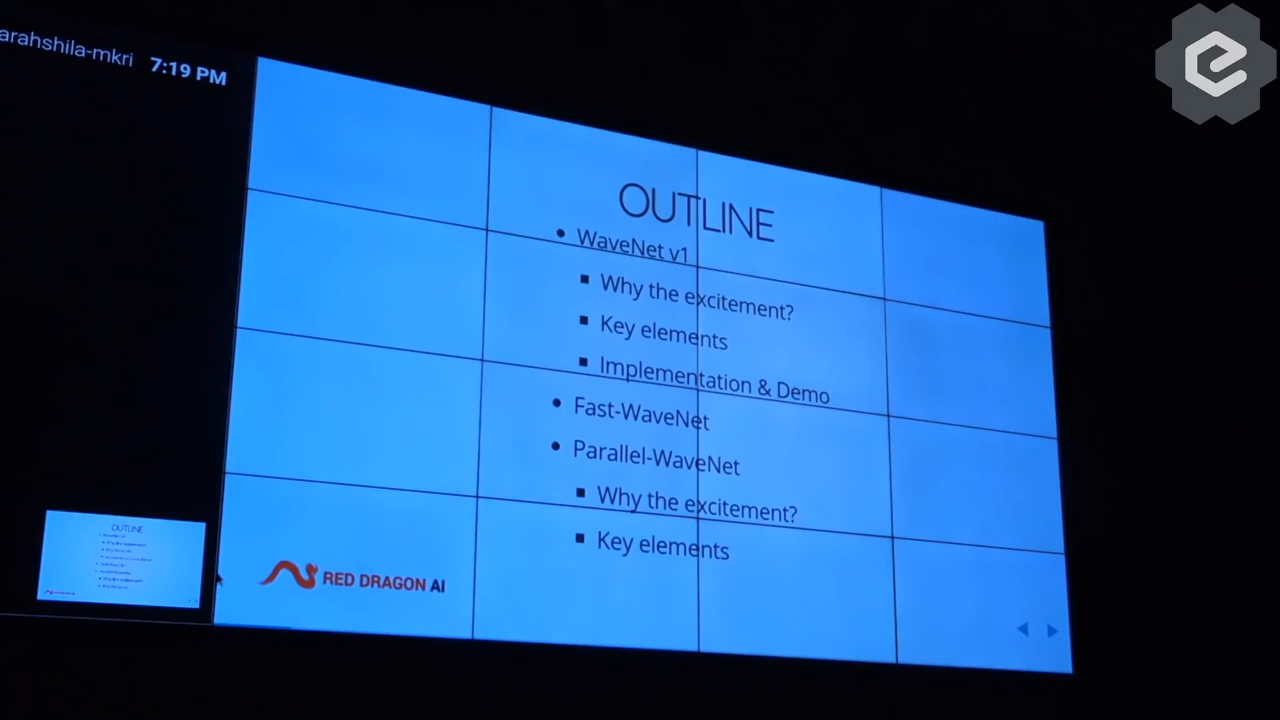 arahshila-mkri 7:19 PM
OUTLINE
• WaveNet v1
▪ Why the excitement?
▪ Key elements
▪ Implementation & Demo
• Fast-WaveNet
• Parallel-WaveNet
▪ Why the excitement?
▪ Key elements
RED DRAGON AI
OUTLINE